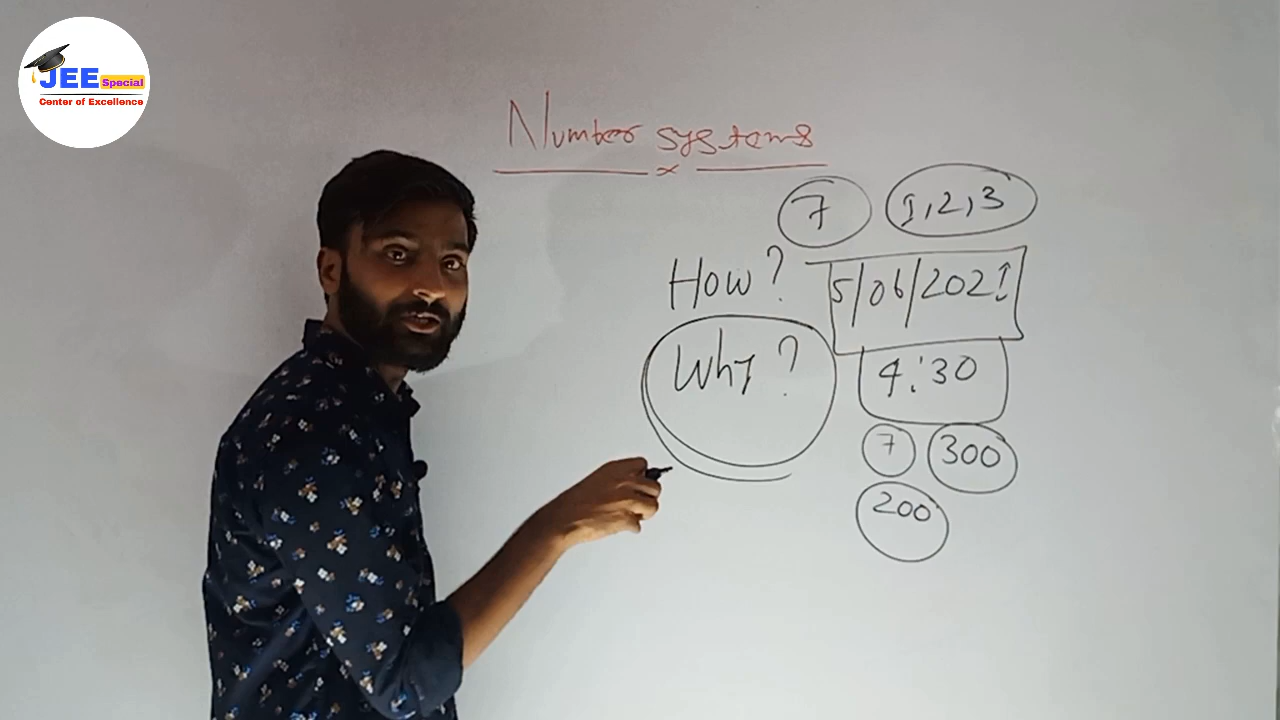 JEE Special
Center of Excellence
Number systems
7 1, 2, 3
How? 5/06/2021
Why? 4:30
7 300
200